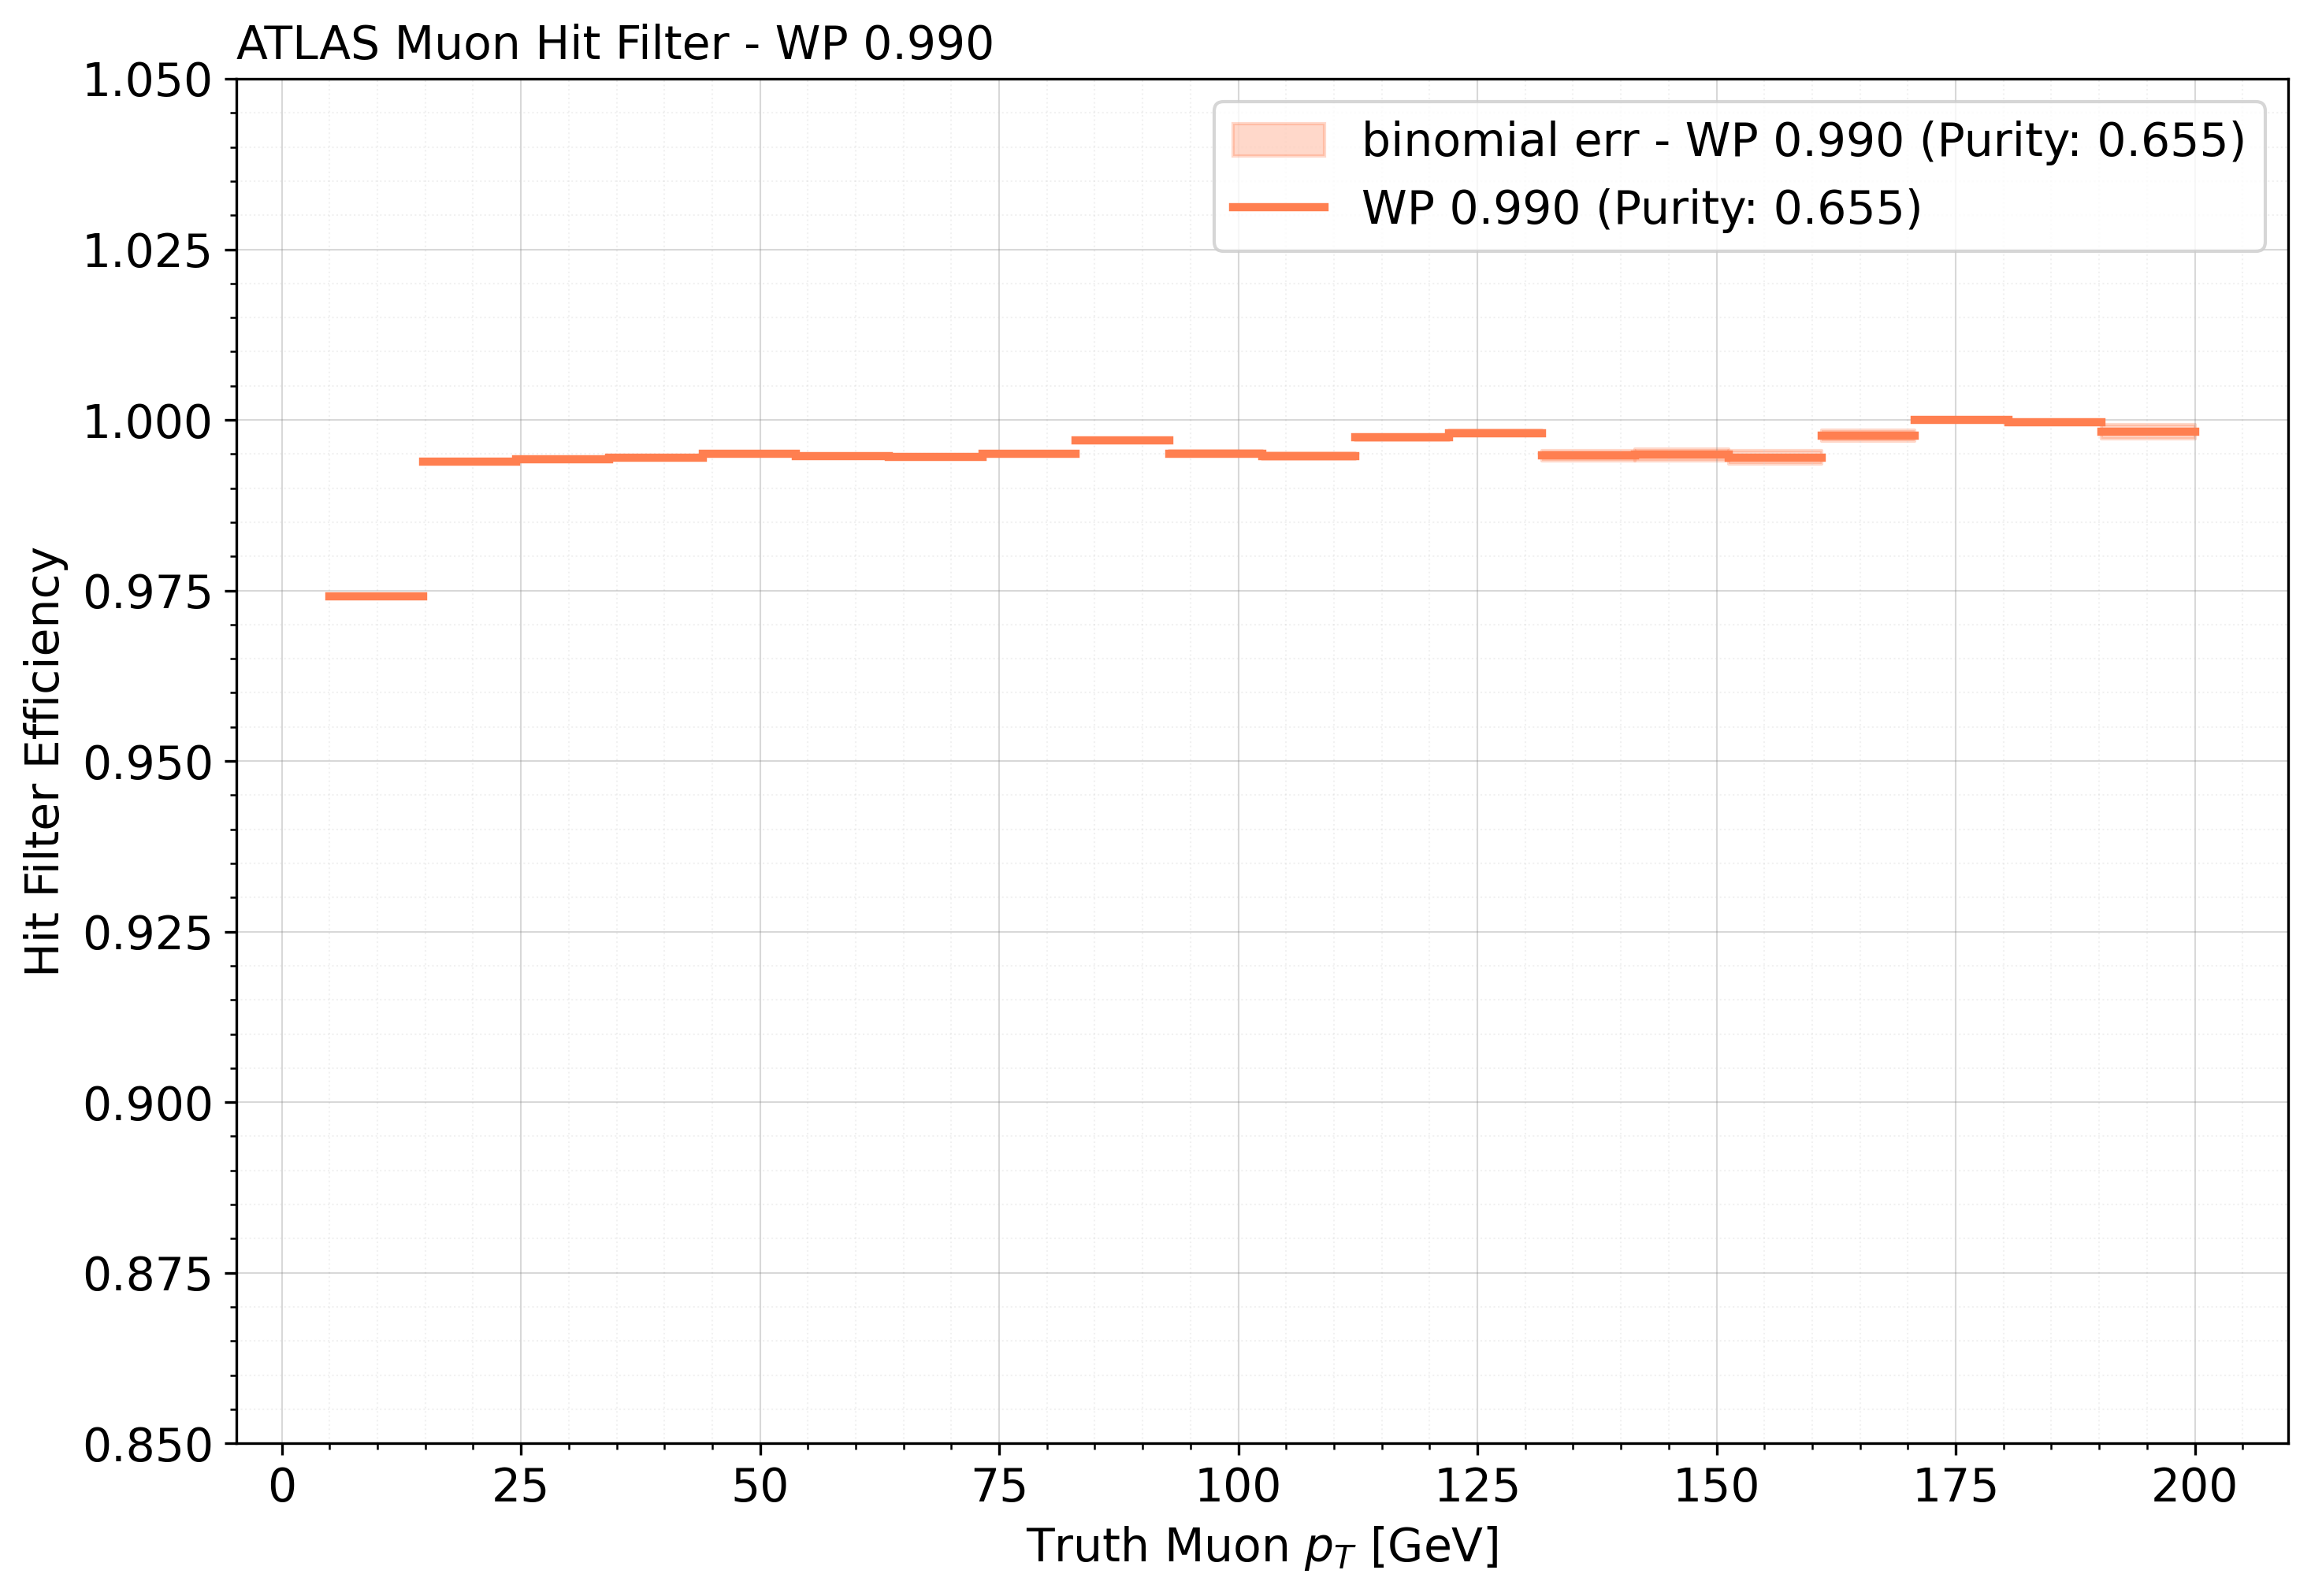 ATLAS Muon Hit Filter - WP 0.990
1.050
1.025
1.000
0.975
0.950
0.925
0.900
0.875
0.850
Hit Filter Efficiency
binomial err - WP 0.990 (Purity: 0.655)
WP 0.990 (Purity: 0.655)
0 25 50 75 100 125 150 175 200
Truth Muon p_T [GeV]